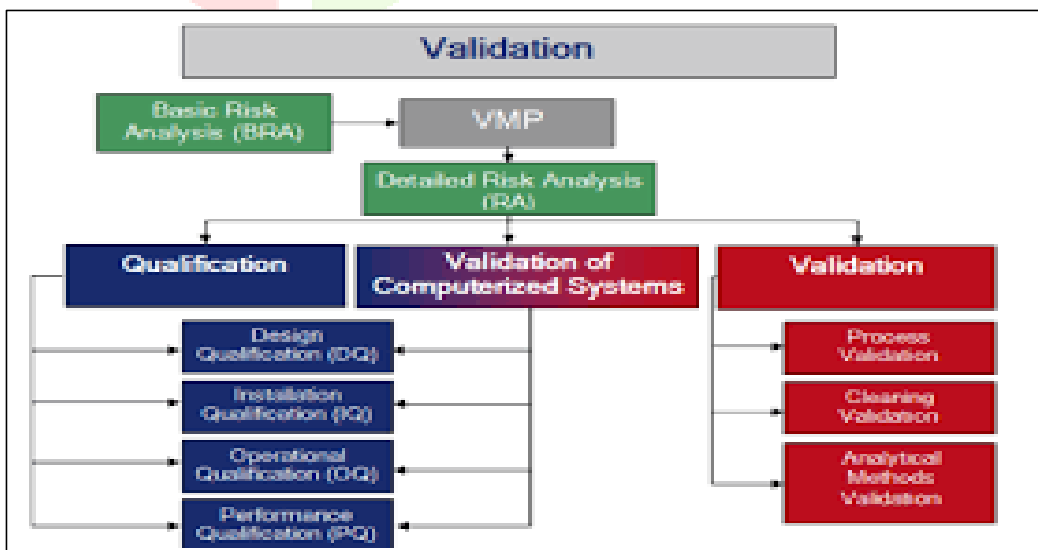 Validation
Basic Risk
Analysis (BRA)
VMP
Detailed Risk Analysis
(RA)
Qualification
Validation of
Computerized Systems
Validation
Design
Qualification (DQ)
Installation
Qualification (IQ)
Operational
Qualification (OQ)
Performance
Qualification (PQ)
Process
Validation
Cleaning
Validation
Analytical
Methods
Validation